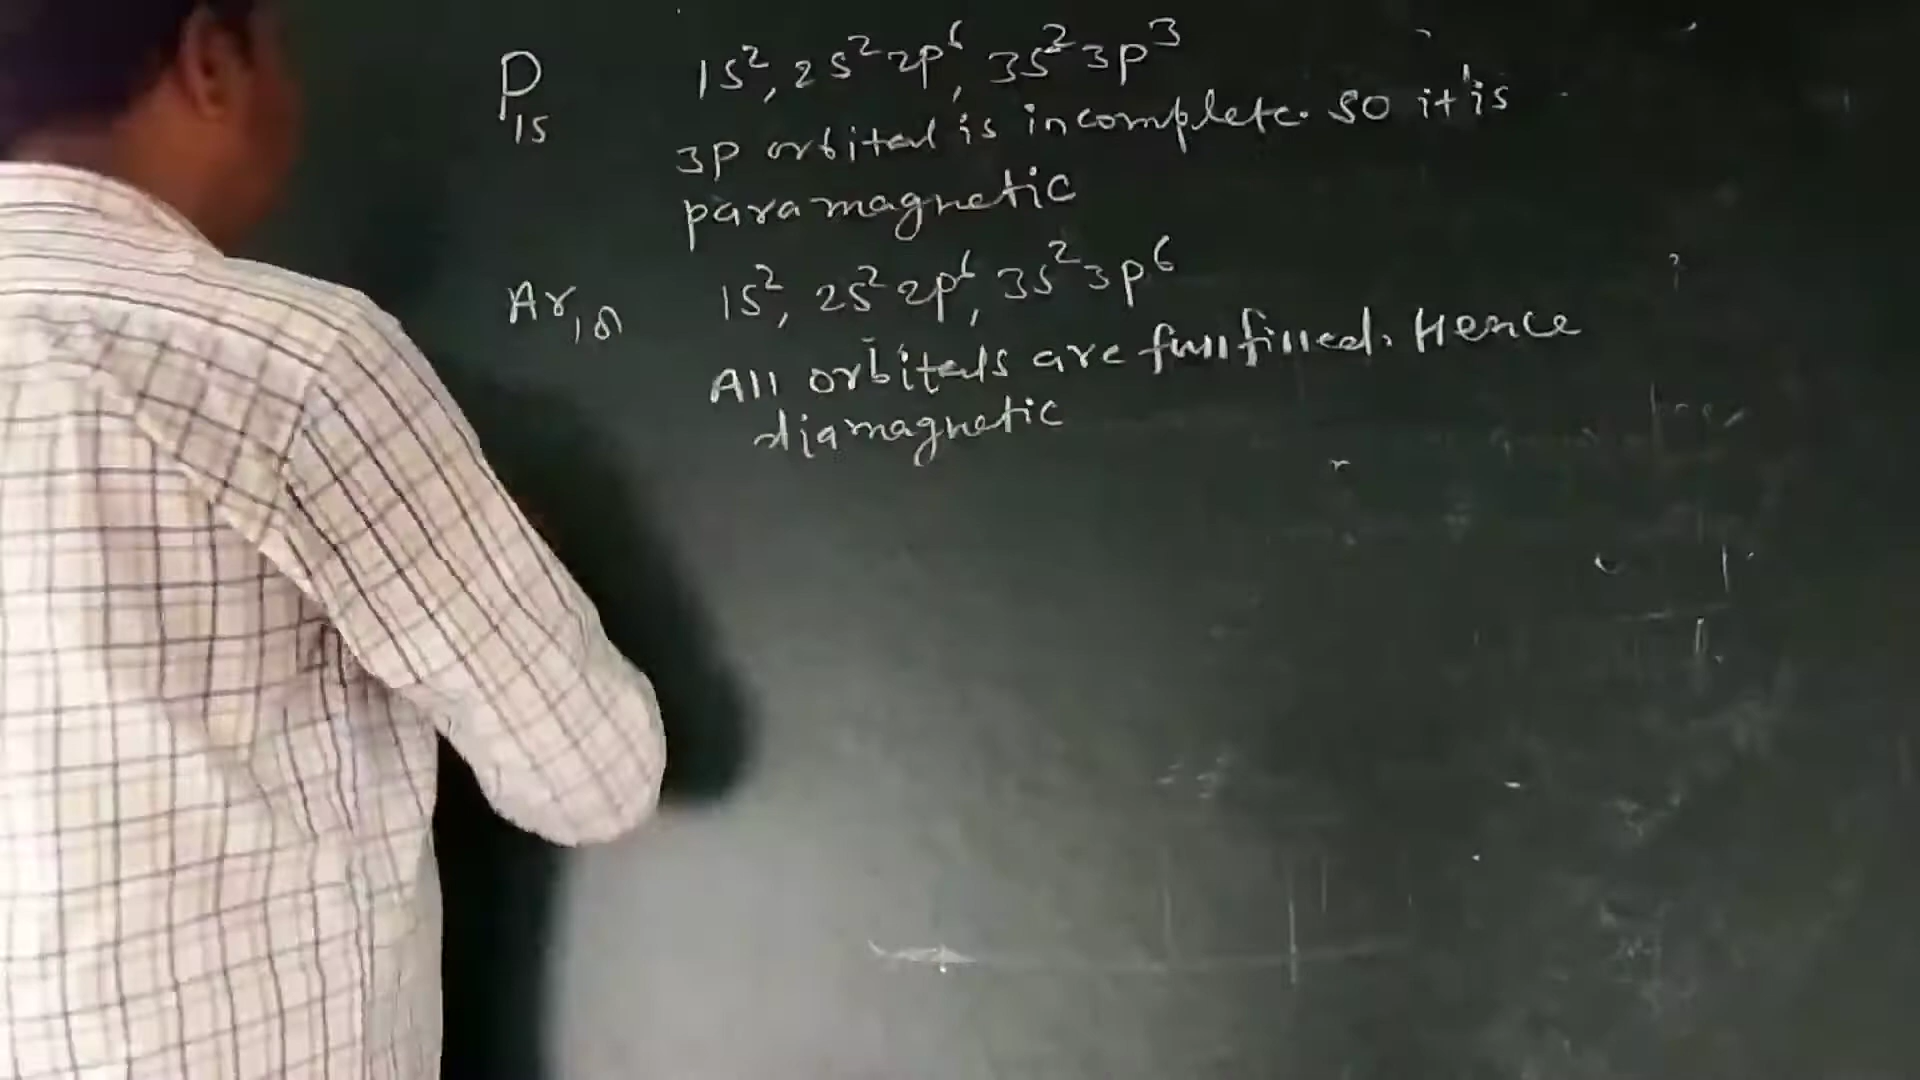 P15 1s², 2s² 2p⁶, 3s² 3p³
3p orbital is incomplete. so it is
paramagnetic
Ar18 1s², 2s² 2p⁶, 3s² 3p⁶
All orbitals are fullfilled. Hence
diamagnetic